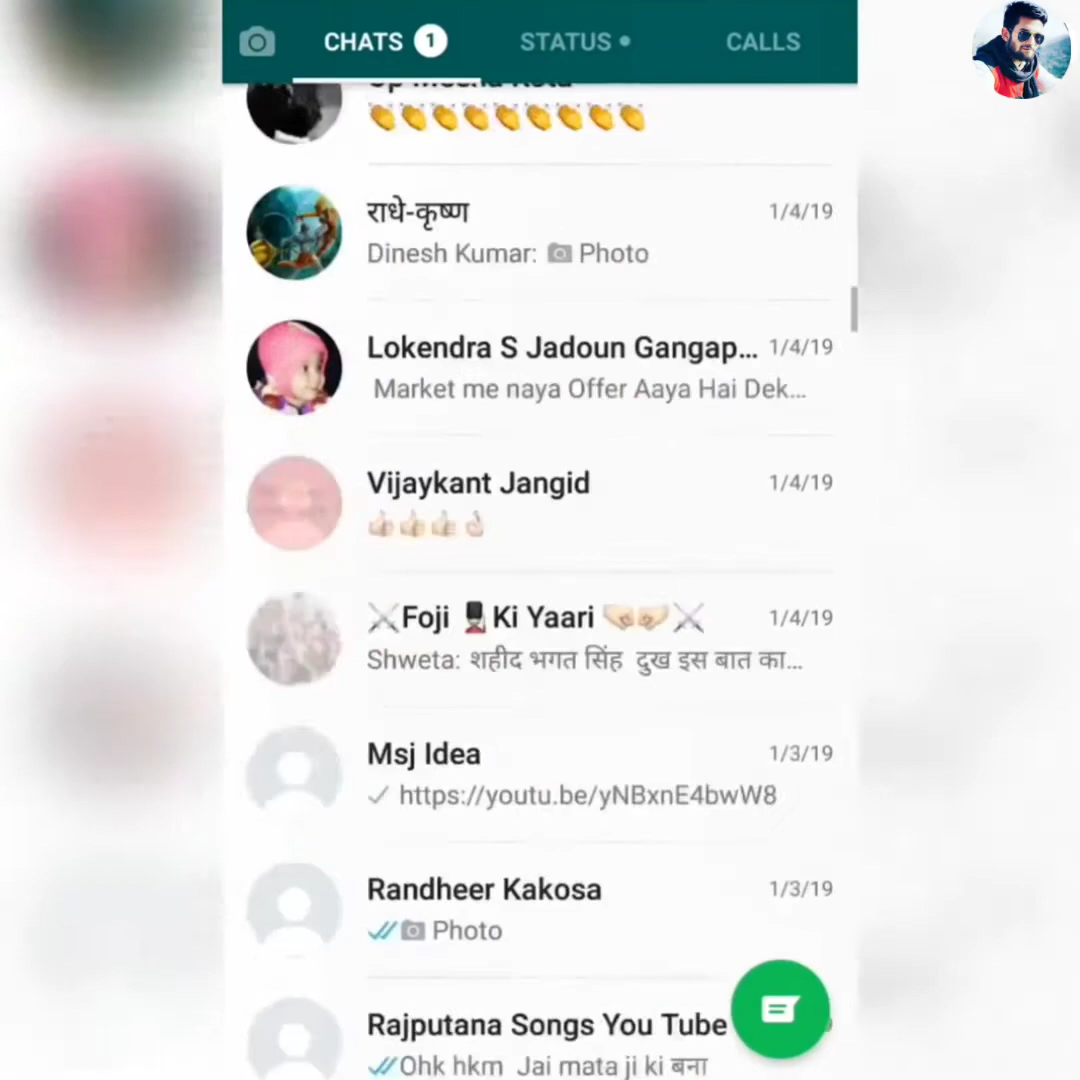 CHATS 1 STATUS CALLS
राधे-कृष्ण 1/4/19
Dinesh Kumar: Photo
Lokendra S Jadoun Gangap... 1/4/19
Market me naya Offer Aaya Hai Dek...
Vijaykant Jangid 1/4/19
👍🏻👍🏻👍🏻👌🏻
⚔Foji 💂Ki Yaari 🤜🏻🤛🏻⚔ 1/4/19
Shweta: शहीद भगत सिंह दुख इस बात का...
Msj Idea 1/3/19
https://youtu.be/yNBxnE4bwW8
Randheer Kakosa 1/3/19
Photo
Rajputana Songs You Tube
Ohk hkm Jai mata ji ki बना